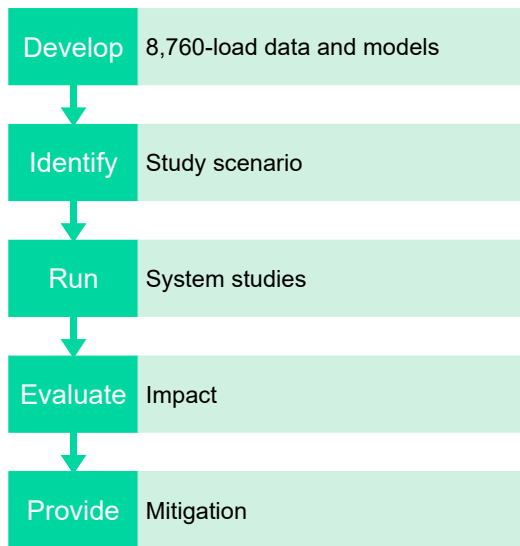 Develop 8,760-load data and models
Identify Study scenario
Run System studies
Evaluate Impact
Provide Mitigation